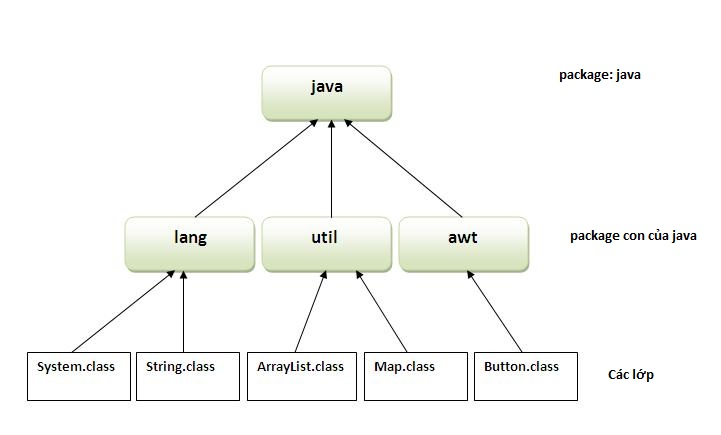 java
package: java
lang
util
awt
package con của java
System.class
String.class
ArrayList.class
Map.class
Button.class
Các lớp